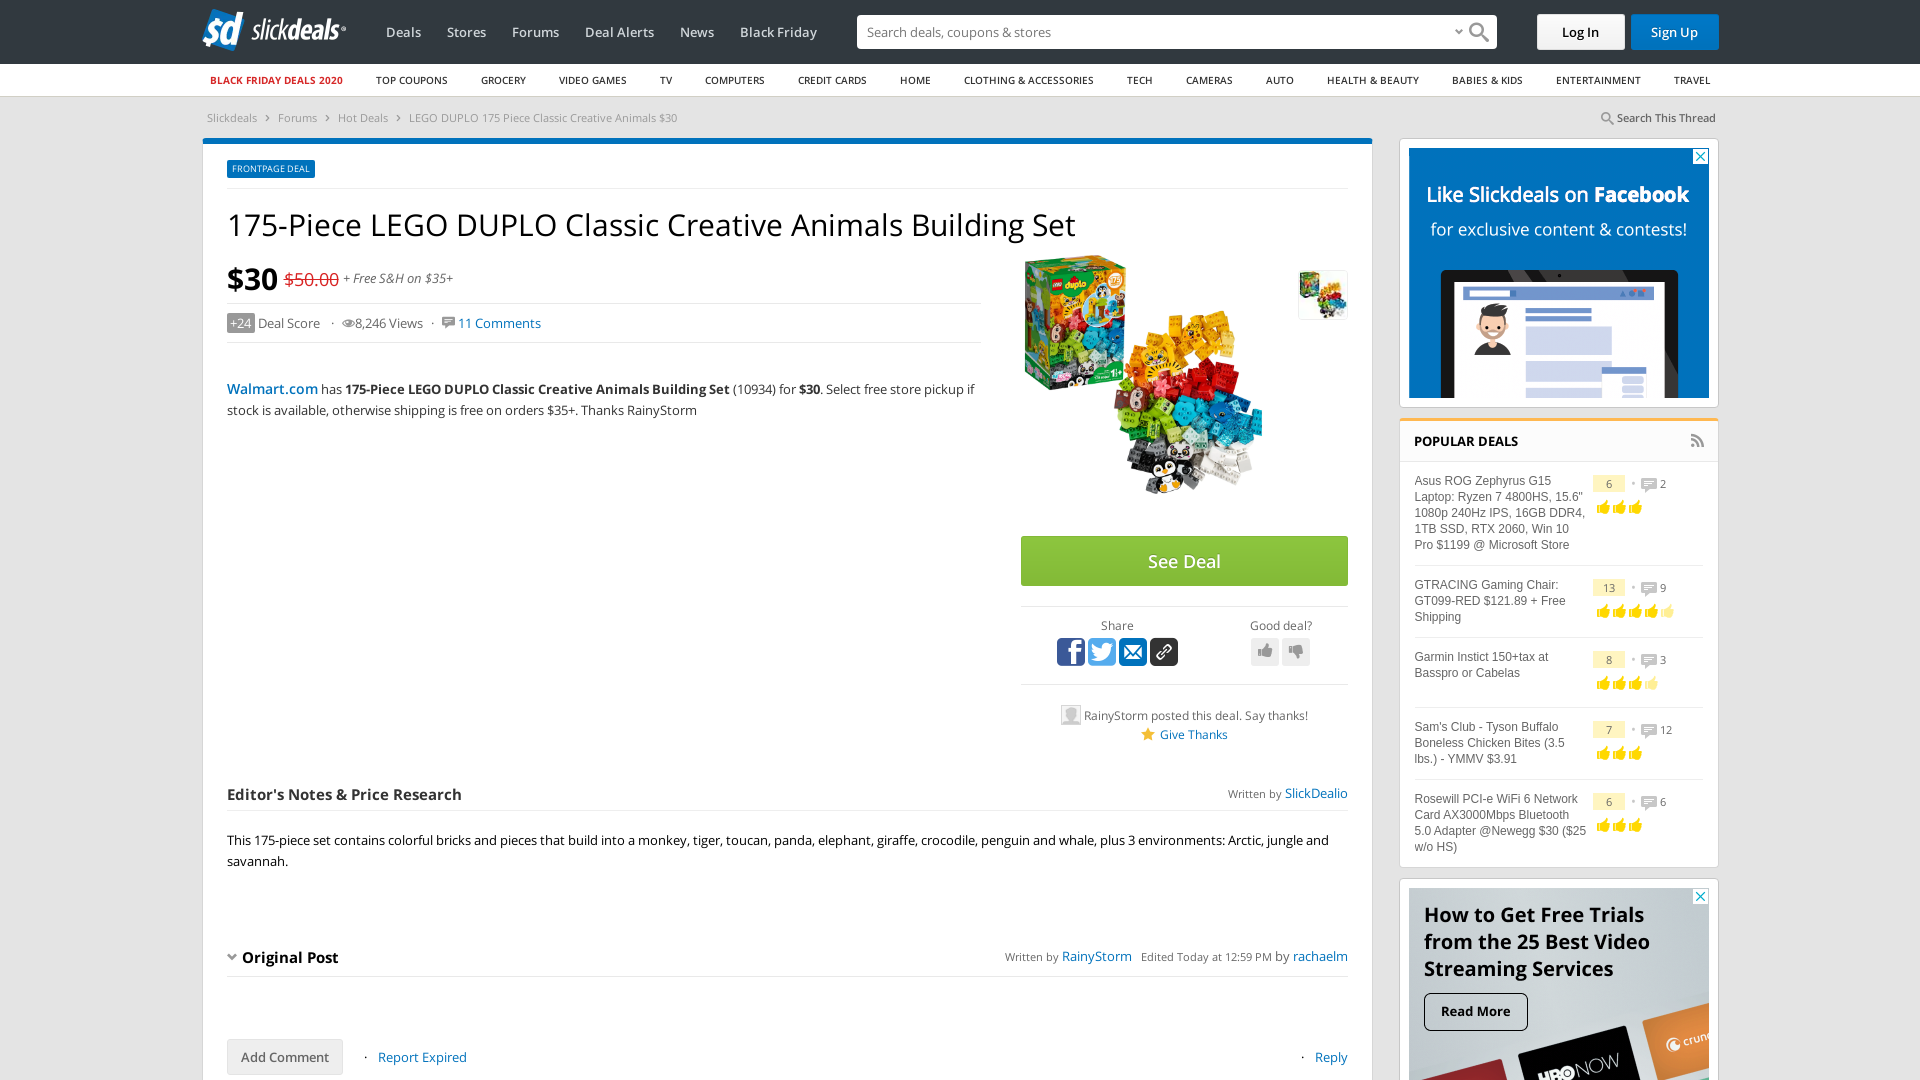 slickdeals
Deals
Stores
Forums
Deal Alerts
News
Black Friday
Search deals, coupons & stores
Log In
Sign Up
BLACK FRIDAY DEALS 2020
TOP COUPONS
GROCERY
VIDEO GAMES
TV
COMPUTERS
CREDIT CARDS
HOME
CLOTHING & ACCESSORIES
TECH
CAMERAS
AUTO
HEALTH & BEAUTY
BABIES & KIDS
ENTERTAINMENT
TRAVEL
Slickdeals > Forums > Hot Deals > LEGO DUPLO 175 Piece Classic Creative Animals $30
Search This Thread
FRONTPAGE DEAL
175-Piece LEGO DUPLO Classic Creative Animals Building Set
$30 $50.00 + Free S&H on $35+
+24 Deal Score · 8,246 Views · 11 Comments
Walmart.com has 175-Piece LEGO DUPLO Classic Creative Animals Building Set (10934) for $30. Select free store pickup if
stock is available, otherwise shipping is free on orders $35+. Thanks RainyStorm
duplo
See Deal
Share
Good deal?
RainyStorm posted this deal. Say thanks!
Give Thanks
Editor's Notes & Price Research
Written by SlickDealio
This 175-piece set contains colorful bricks and pieces that build into a monkey, tiger, toucan, panda, elephant, giraffe, crocodile, penguin and whale, plus 3 environments: Arctic, jungle and
savannah.
Original Post
Written by RainyStorm Edited Today at 12:59 PM by rachaelm
Add Comment
· Report Expired
· Reply
Like Slickdeals on Facebook
for exclusive content & contests!
POPULAR DEALS
Asus ROG Zephyrus G15
Laptop: Ryzen 7 4800HS, 15.6"
1080p 240Hz IPS, 16GB DDR4,
1TB SSD, RTX 2060, Win 10
Pro $1199 @ Microsoft Store
6 • 2
GTRACING Gaming Chair:
GT099-RED $121.89 + Free
Shipping
13 • 9
Garmin Instict 150+tax at
Basspro or Cabelas
8 • 3
Sam's Club - Tyson Buffalo
Boneless Chicken Bites (3.5
lbs.) - YMMV $3.91
7 • 12
Rosewill PCI-e WiFi 6 Network
Card AX3000Mbps Bluetooth
5.0 Adapter @Newegg $30 ($25
w/o HS)
6 • 6
How to Get Free Trials
from the 25 Best Video
Streaming Services
Read More
HBO NOW